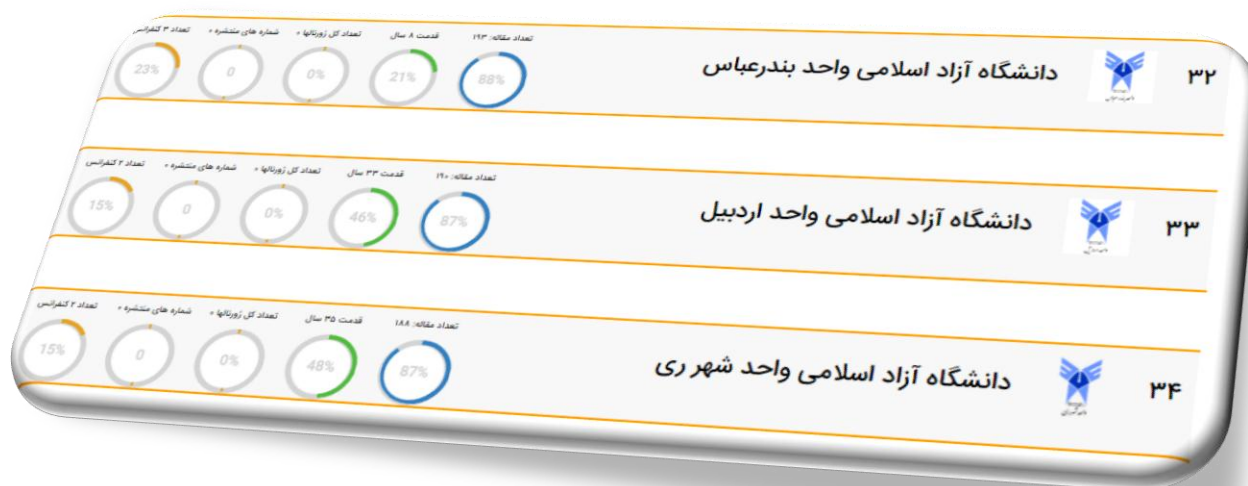 ۳۲
دانشگاه آزاد اسلامی واحد بندرعباس
تعداد مقاله: ۱۹۳
88%
قدمت ۸ سال
21%
تعداد کل ژورنالها ۰
0%
شماره های منتشره ۰
0
تعداد ۳ کنفرانس
23%
۳۳
دانشگاه آزاد اسلامی واحد اردبیل
تعداد مقاله: ۱۹۰
87%
قدمت ۳۳ سال
46%
تعداد کل ژورنالها ۰
0%
شماره های منتشره ۰
0
تعداد ۲ کنفرانس
15%
۳۴
دانشگاه آزاد اسلامی واحد شهر ری
تعداد مقاله: ۱۸۸
87%
قدمت ۳۵ سال
48%
تعداد کل ژورنالها ۰
0%
شماره های منتشره ۰
0
تعداد ۲ کنفرانس
15%